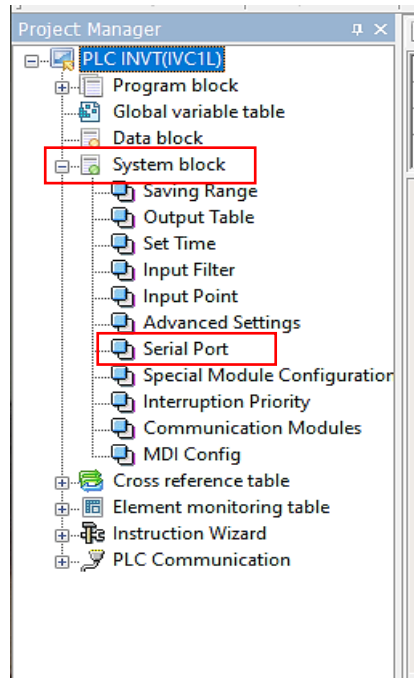 Project Manager
PLC INVT(IVC1L)
Program block
Global variable table
Data block
System block
Saving Range
Output Table
Set Time
Input Filter
Input Point
Advanced Settings
Serial Port
Special Module Configuration
Interruption Priority
Communication Modules
MDI Config
Cross reference table
Element monitoring table
Instruction Wizard
PLC Communication